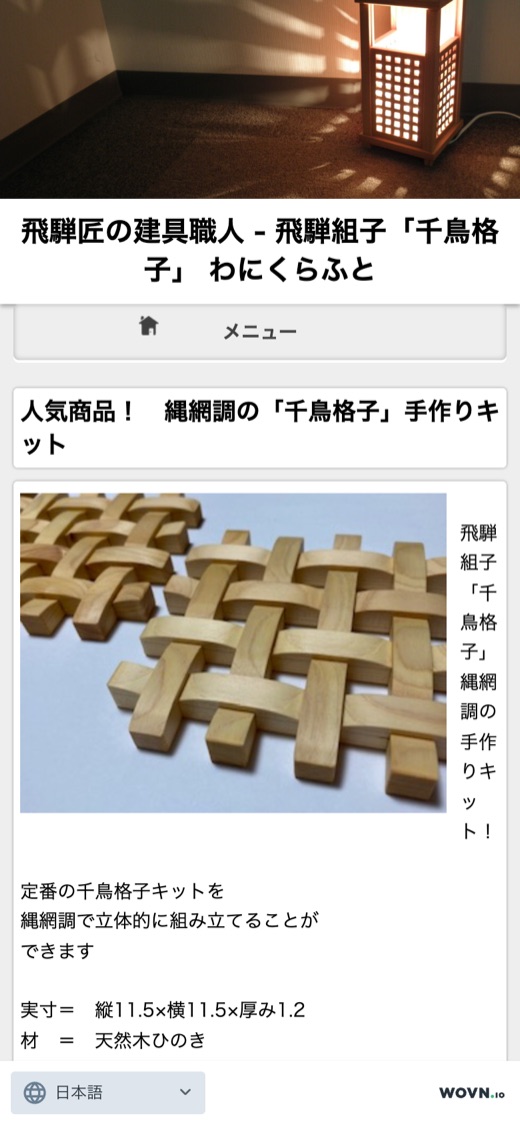 飛騨匠の建具職人 - 飛騨組子「千鳥格
子」 わにくらふと
メニュー
人気商品！　縄網調の「千鳥格子」手作りキ
ット
飛騨
組子
「千
鳥格
子」
縄網
調の
手作
りキ
ッ
ト！
定番の千鳥格子キットを
縄網調で立体的に組み立てることが
できます
実寸＝　縦11.5×横11.5×厚み1.2
材　＝　天然木ひのき
日本語
WOVN.io